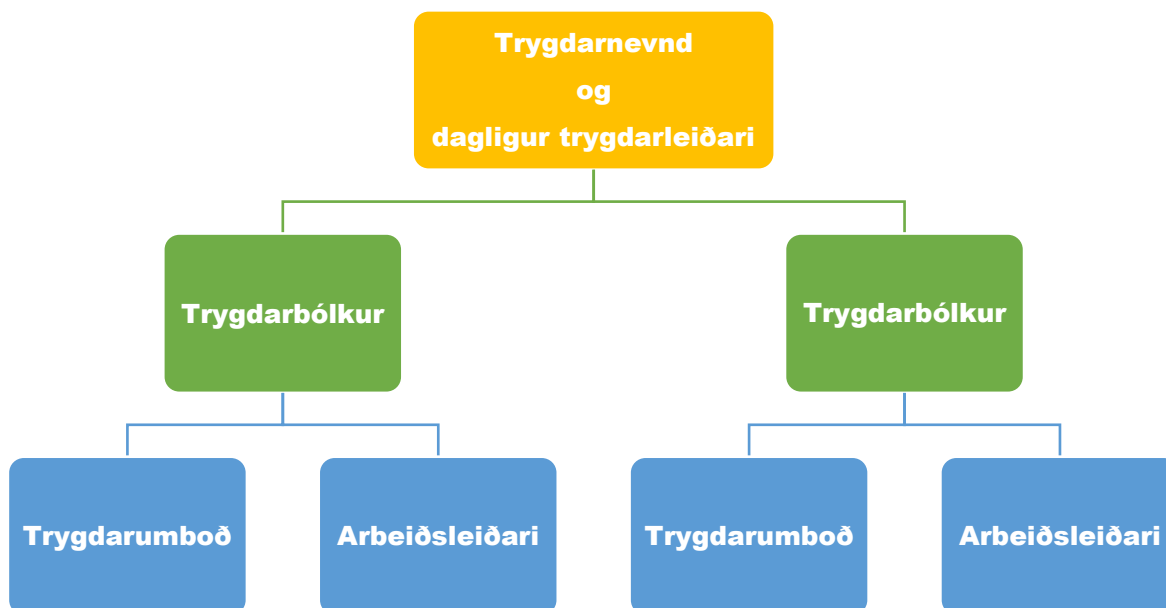 Trygdarnevnd
og
dagligur trygdarleiðari
Trygdarbólkur
Trygdarbólkur
Trygdarumboð
Arbeiðsleiðari
Trygdarumboð
Arbeiðsleiðari